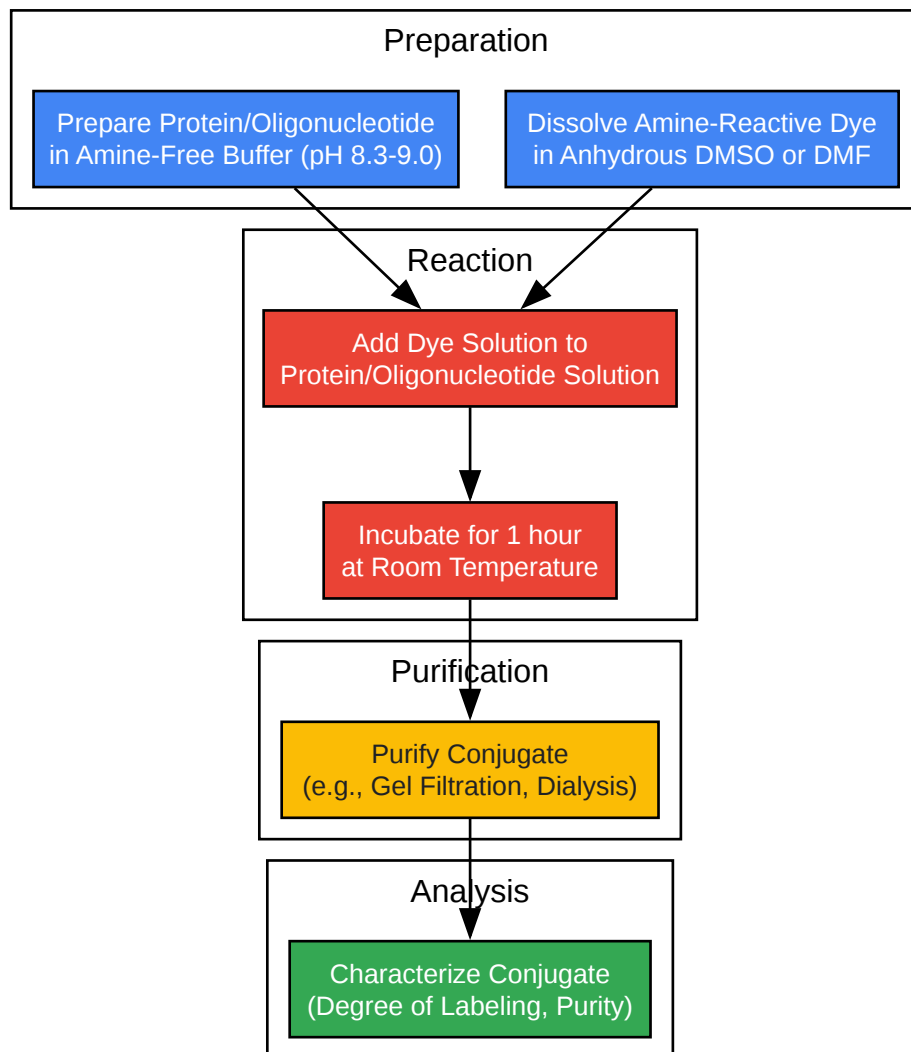 Preparation
Prepare Protein/Oligonucleotide
in Amine-Free Buffer (pH 8.3-9.0)
Dissolve Amine-Reactive Dye
in Anhydrous DMSO or DMF
Reaction
Add Dye Solution to
Protein/Oligonucleotide Solution
Incubate for 1 hour
at Room Temperature
Purification
Purify Conjugate
(e.g., Gel Filtration, Dialysis)
Analysis
Characterize Conjugate
(Degree of Labeling, Purity)